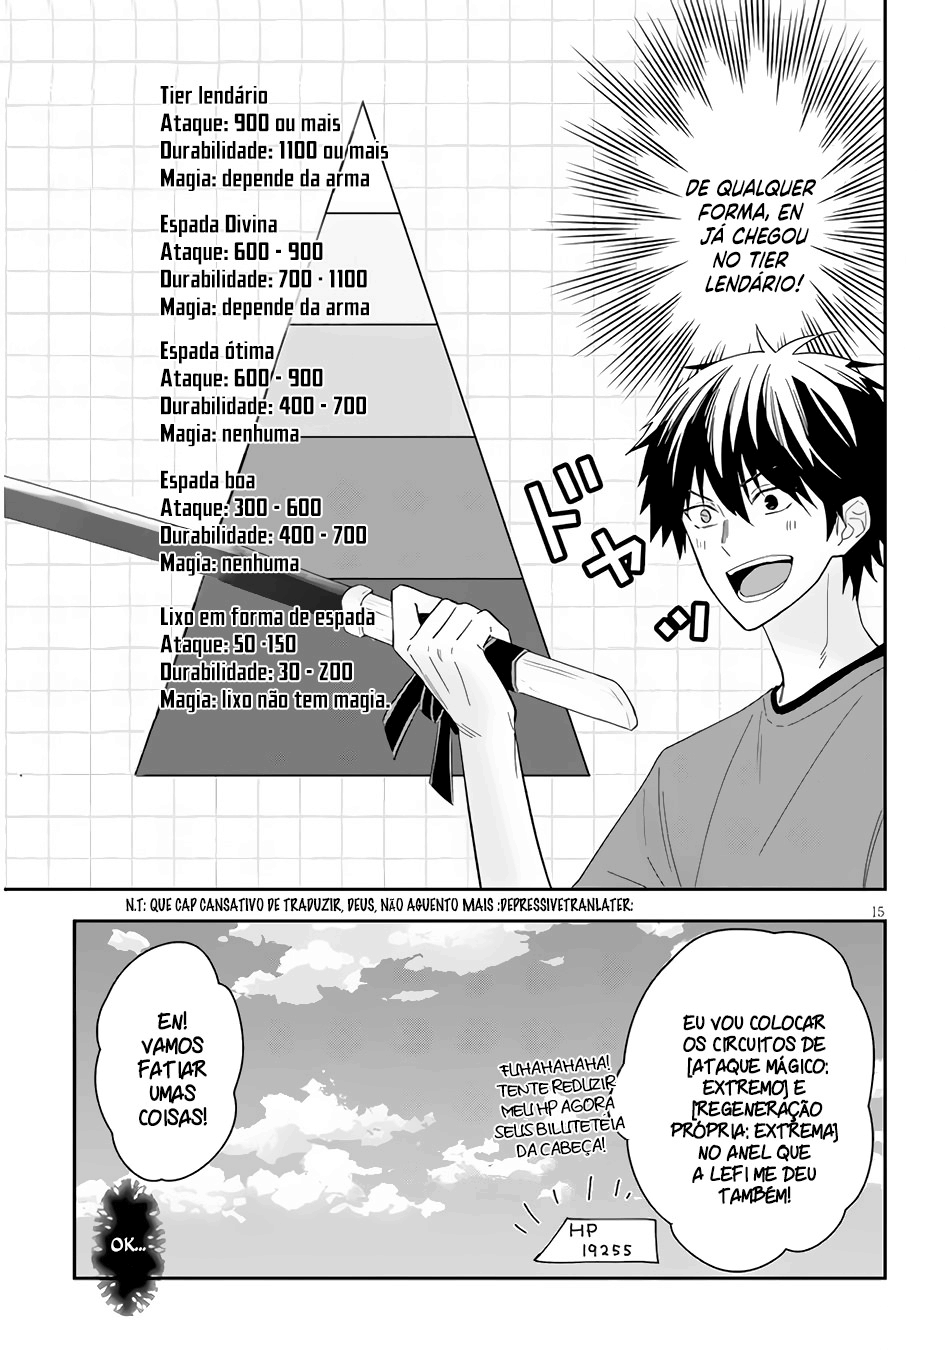 DE QUALQUER
FORMA, EN
JÁ CHEGOU
NO TIER
LENDÁRIO!
Tier lendário
Ataque: 900 ou mais
Durabilidade: 1100 ou mais
Magia: depende da arma
Espada Divina
Ataque: 600 - 900
Durabilidade: 700 - 1100
Magia: depende da arma
Espada ótima
Ataque: 600 - 900
Durabilidade: 400 - 700
Magia: nenhuma
Espada boa
Ataque: 300 - 600
Durabilidade: 400 - 700
Magia: nenhuma
Lixo em forma de espada
Ataque: 50 -150
Durabilidade: 30 - 200
Magia: lixo não tem magia.
ドヤッ
N.T: QUE CAP CANSATIVO DE TRADUZIR, DEUS, NÃO AGUENTO MAIS :DEPRESSIVETRANLATER:
15
EU VOU COLOCAR
OS CIRCUITOS DE
[ATAQUE MÁGICO:
EXTREMO] E
[REGENERAÇÃO
PRÓPRIA: EXTREMA]
NO ANEL QUE
A LEFI ME DEU
TAMBÉM!
FUHAHAHAHA!
TENTE REDUZIR
MEU HP AGORA
SEUS BILUTETEIA
DA CABEÇA!
HP
19255
EN!
VAMOS
FATIAR
UMAS
COISAS!
OK...